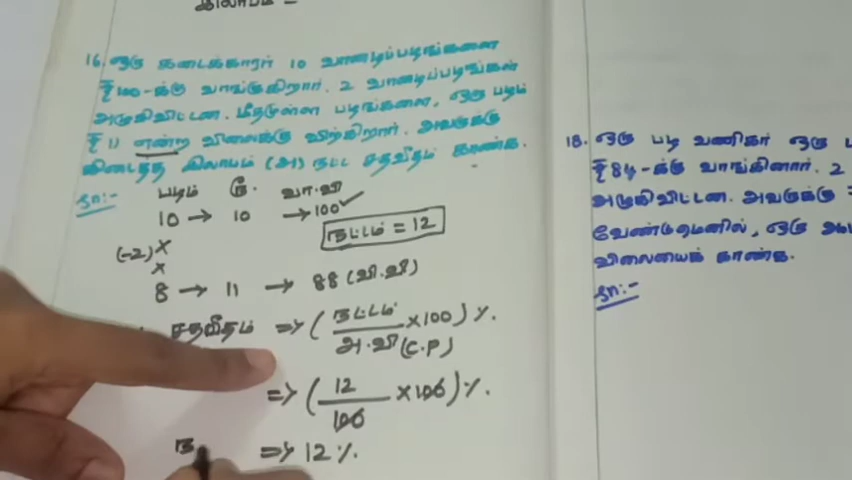 இலாபம் =
16. ஒரு கடைக்காரர் 10 வாழைப்பழங்களை
₹100-க்கு வாங்குகிறார். 2 வாழைப்பழங்கள்
அழுகிவிட்டன. மீதமுள்ள பழங்களை, ஒரு பழம்
₹11 என்ற விலைக்கு விற்கிறார். அவருக்கு
கிடைத்த இலாபம் (அ) நட்ட சதவீதம் காண்க.
தீர்:-
பழம் ரூ. வா.வி
10 → 10 → 100 ✓
நட்டம் = 12
(-2) x
x
8 → 11 → 88 (வி.வி)
சதவீதம் => (நட்டம் / அ.வி (C.P) × 100) %.
=> (12 / 100 × 100) %.
ந => 12 %.
18. ஒரு பழ வணிகர் ஒரு
₹84-க்கு வாங்கினார். 2
அழுகிவிட்டன. அவருக்கு
வேண்டுமெனில், ஒரு
விலையைக் காண்க.
தீர்:-